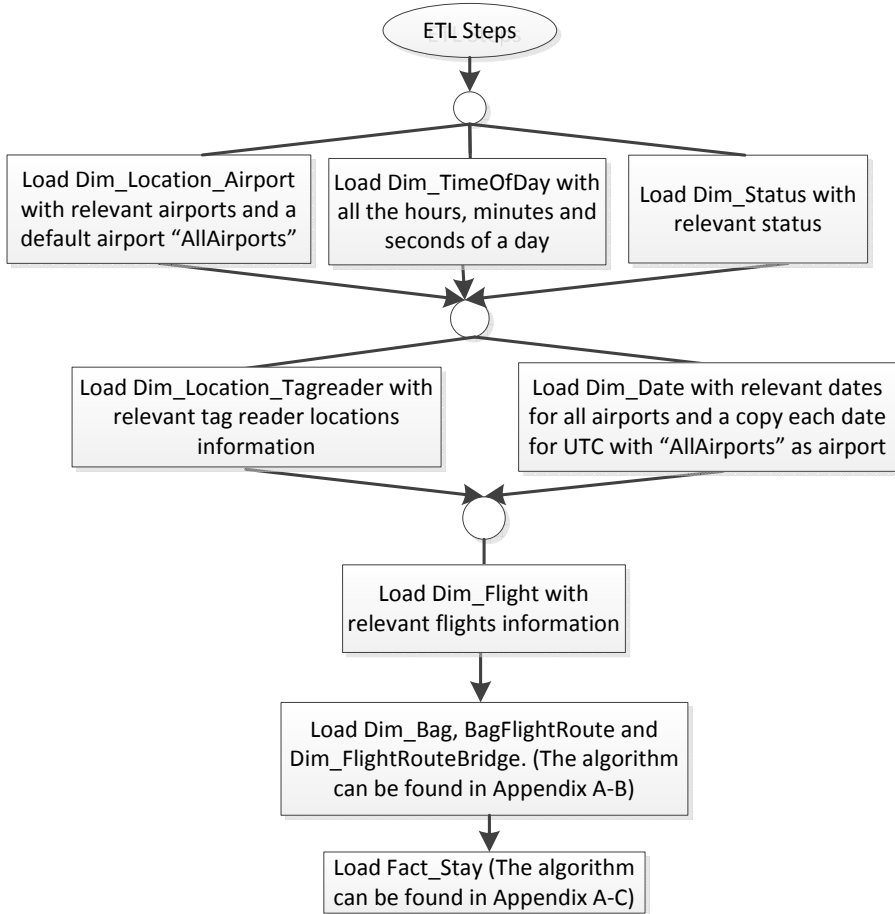 ETL Steps
Load Dim_Location_Airport
with relevant airports and a
default airport “AllAirports”
Load Dim_TimeOfDay with
all the hours, minutes and
seconds of a day
Load Dim_Status with
relevant status
Load Dim_Location_Tagreader with
relevant tag reader locations
information
Load Dim_Date with relevant dates
for all airports and a copy each date
for UTC with “AllAirports” as airport
Load Dim_Flight with
relevant flights information
Load Dim_Bag, BagFlightRoute and
Dim_FlightRouteBridge. (The algorithm
can be found in Appendix A-B)
Load Fact_Stay (The algorithm
can be found in Appendix A-C)